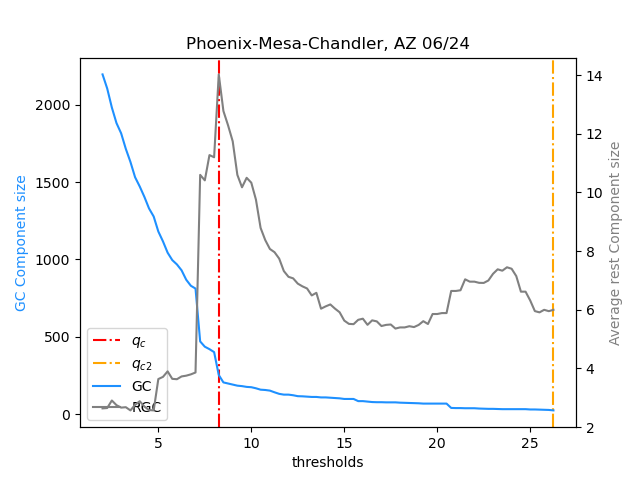 Phoenix-Mesa-Chandler, AZ 06/24
GC Component size
2000
1500
1000
500
0
14
12
10
8
6
4
2
Average rest Component size
q_c
q_c2
GC
RGC
5 10 15 20 25
thresholds